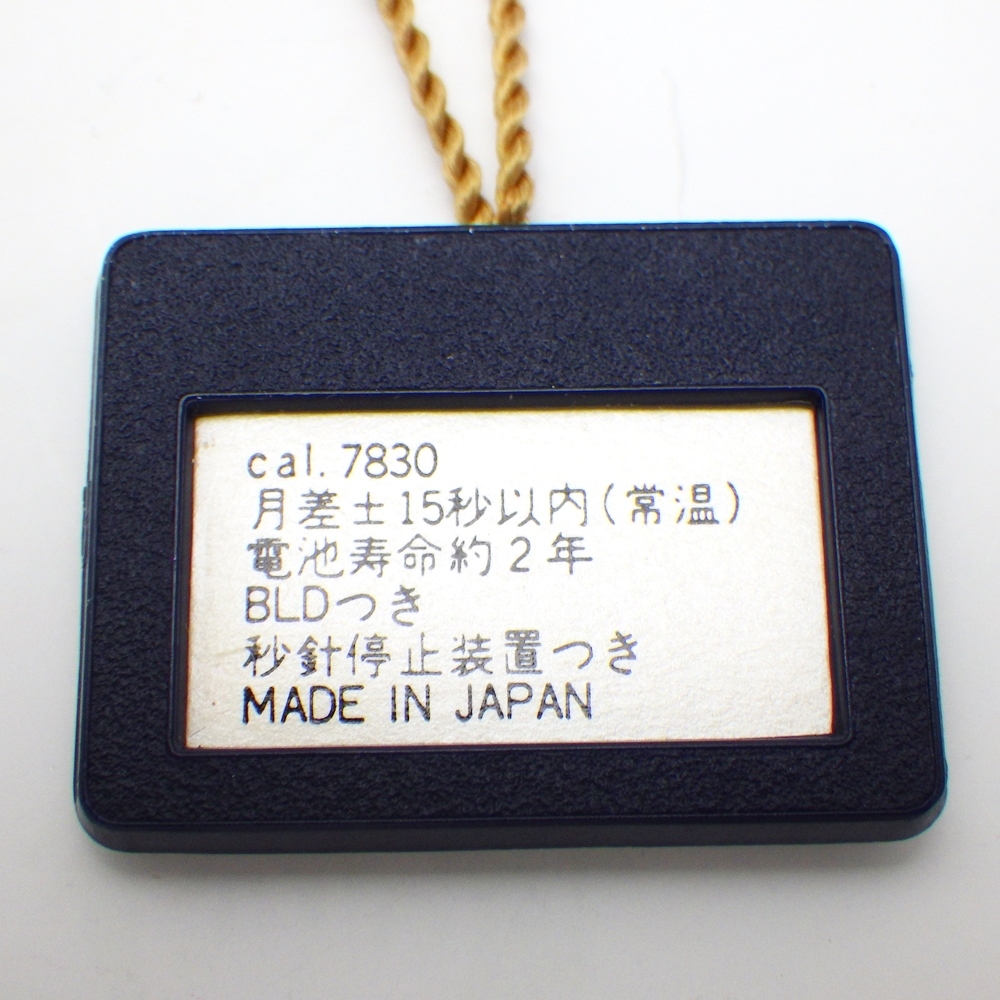 cal. 7830
月差±15秒以内(常温)
電池寿命約2年
BLDつき
秒針停止装置つき
MADE IN JAPAN